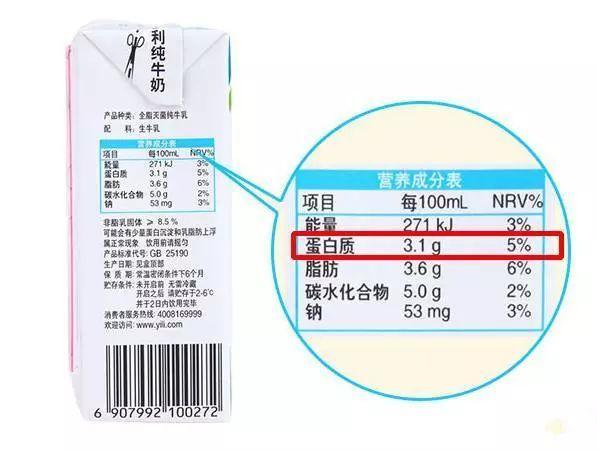 利纯牛奶
产品种类：全脂灭菌纯牛乳
配 料：生牛乳
营养成分表
项目 每100mL NRV%
能量 271 kJ 3%
蛋白质 3.1 g 5%
脂肪 3.6 g 6%
碳水化合物 5.0 g 2%
钠 53 mg 3%
非脂乳固体 ≥ 8.5 %
可能会有少量蛋白沉淀和乳脂肪上浮
属正常现象 饮用前请摇匀
产品标准代号：GB 25190
生产日期：见盒顶部
保 质 期：常温密闭条件下6个月
贮存条件：未开启前 无需冷藏
开启之后 请贮存于2-6℃
并于2日内饮用完毕
消费者服务热线：4008169999
欢迎访问：www.yili.com
6 907992 100272
营养成分表
项目 每100mL NRV%
能量 271 kJ 3%
蛋白质 3.1 g 5%
脂肪 3.6 g 6%
碳水化合物 5.0 g 2%
钠 53 mg 3%